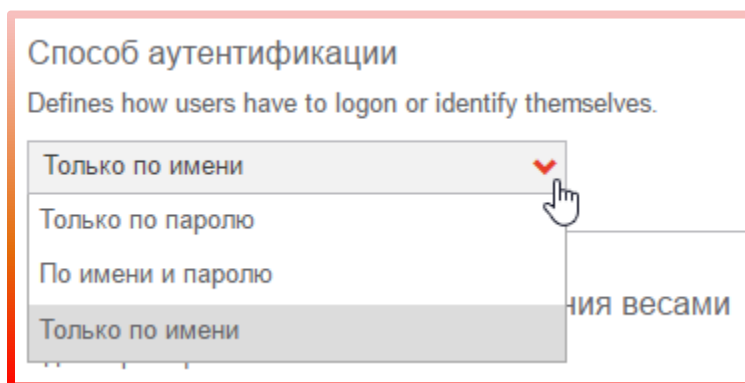 Способ аутентификации
Defines how users have to logon or identify themselves.
Только по имени
Только по паролю
По имени и паролю
ния весами
Только по имени